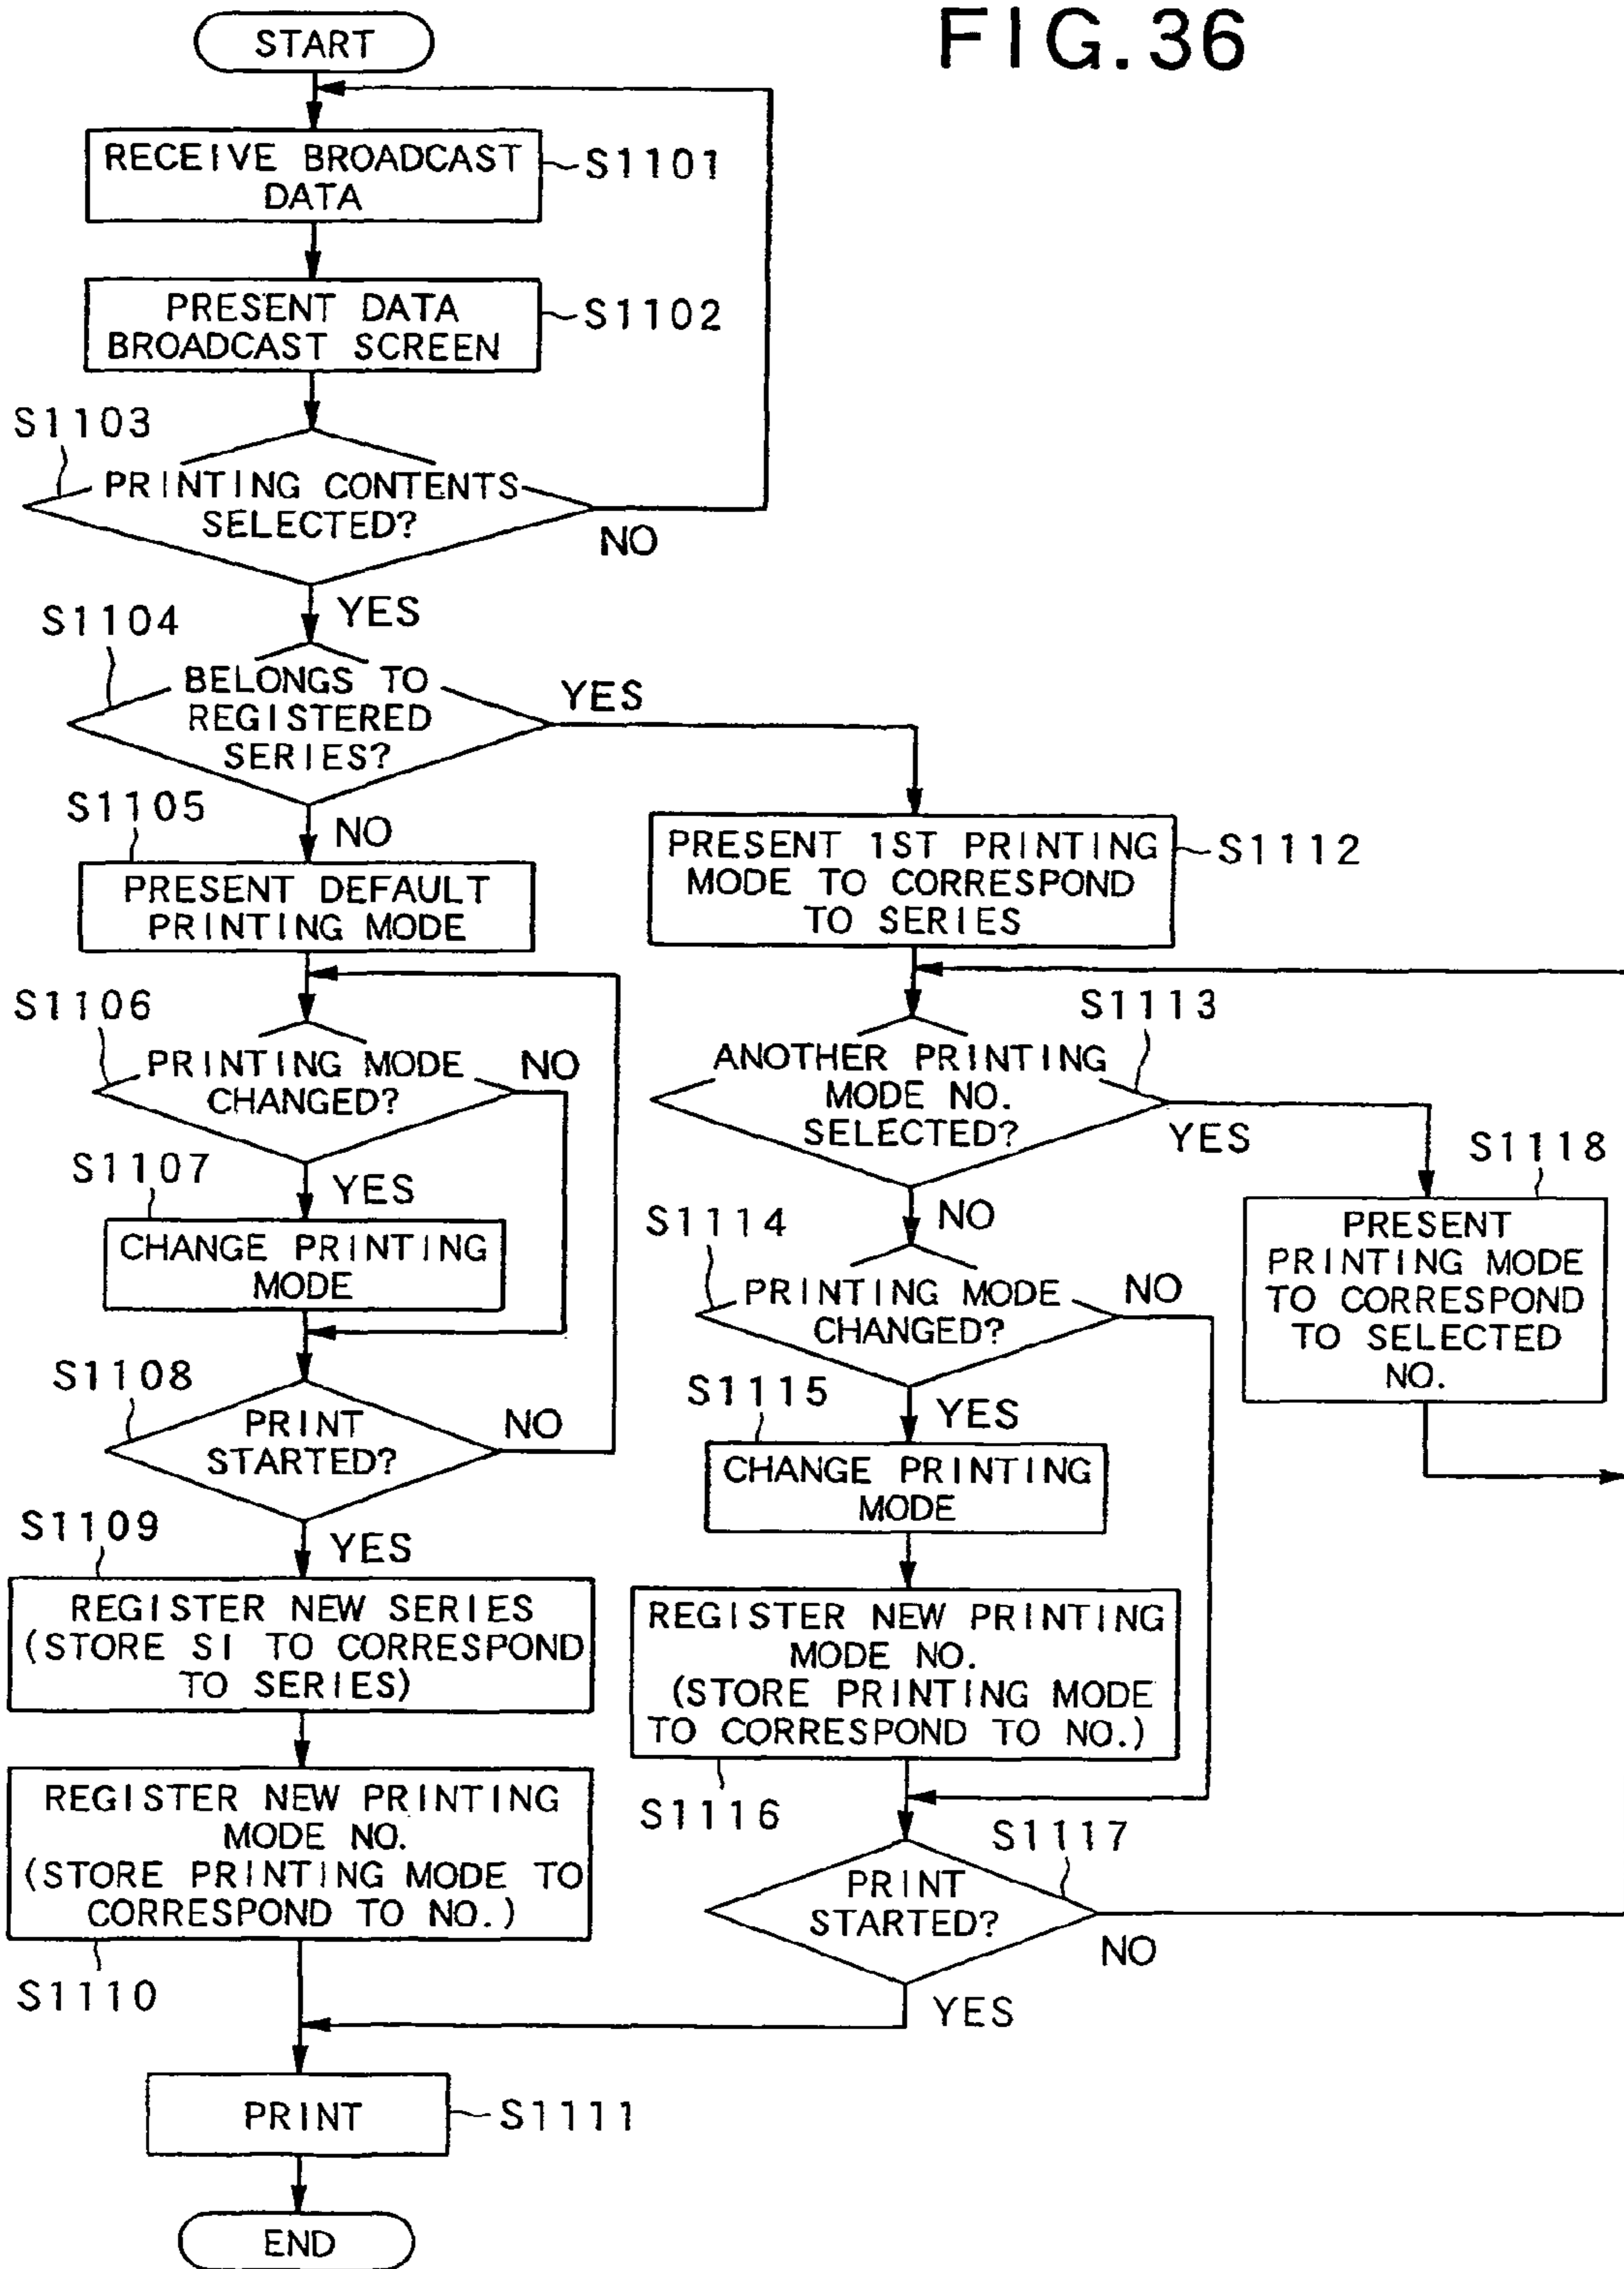 FIG.36
START
RECEIVE BROADCAST
DATA
S1101
PRESENT DATA
BROADCAST SCREEN
S1102
S1103
PRINTING CONTENTS
SELECTED?
NO
YES
S1104
BELONGS TO
REGISTERED
SERIES?
YES
NO
S1105
PRESENT DEFAULT
PRINTING MODE
S1106
PRINTING MODE
CHANGED?
NO
YES
S1107
CHANGE PRINTING
MODE
S1108
PRINT
STARTED?
NO
YES
S1109
REGISTER NEW SERIES
(STORE SI TO CORRESPOND
TO SERIES)
REGISTER NEW PRINTING
MODE NO.
(STORE PRINTING MODE TO
CORRESPOND TO NO.)
S1110
PRESENT 1ST PRINTING
MODE TO CORRESPOND
TO SERIES
S1112
S1113
ANOTHER PRINTING
MODE NO.
SELECTED?
YES
NO
S1118
PRESENT
PRINTING MODE
TO CORRESPOND
TO SELECTED
NO.
S1114
PRINTING MODE
CHANGED?
NO
YES
S1115
CHANGE PRINTING
MODE
REGISTER NEW PRINTING
MODE NO.
(STORE PRINTING MODE
TO CORRESPOND TO NO.)
S1116
S1117
PRINT
STARTED?
NO
YES
PRINT
S1111
END